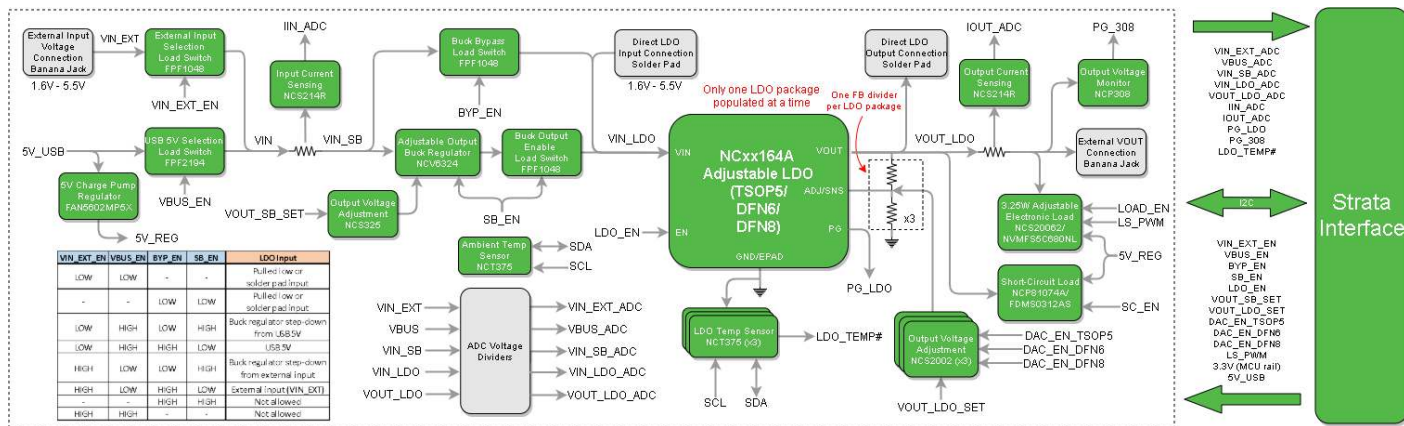 External Input
Voltage
Connection
Banana Jack
1.6V - 5.5V
VIN_EXT
External Input
Selection
Load Switch
FPF1048
VIN_EXT_EN
IIN_ADC
Input Current
Sensing
NCS214R
Buck Bypass
Load Switch
FPF1048
BYP_EN
Direct LDO
Input Connection
Solder Pad
1.6V - 5.5V
5V_USB
USB 5V Selection
Load Switch
FPF2194
VBUS_EN
VIN
VIN_SB
5V Charge Pump
Regulator
FAN5602MP5X
5V_REG
Adjustable Output
Buck Regulator
NCV6324
Buck Output
Enable
Load Switch
FPF1048
SB_EN
VOUT_SB_SET
Output Voltage
Adjustment
NCS325
VIN_LDO
LDO_EN
Only one LDO package
populated at a time
NCxx164A
Adjustable LDO
(TSOP5/
DFN6/
DFN8)
VIN
EN
VOUT
ADJ/SNS
PG
GND/EPAD
One FB divider
per LDO package
x3
PG_LDO
Direct LDO
Output Connection
Solder Pad
VOUT_LDO
IOUT_ADC
Output Current
Sensing
NCS214R
PG_308
Output Voltage
Monitor
NCP308
External VOUT
Connection
Banana Jack
3.25W Adjustable
Electronic Load
NCS20062/
NVMFS5C680NL
LOAD_EN
LS_PWM
5V_REG
Short-Circuit Load
NCP81074A/
FDMS0312AS
SC_EN
Ambient Temp
Sensor
NCT375
SDA
SCL
VIN_EXT
VBUS
VIN_SB
VIN_LDO
VOUT_LDO
ADC Voltage
Dividers
VIN_EXT_ADC
VBUS_ADC
VIN_SB_ADC
VIN_LDO_ADC
VOUT_LDO_ADC
LDO Temp Sensor
NCT375 (x3)
LDO_TEMP#
SCL SDA
Output Voltage
Adjustment
NCS2002 (x3)
DAC_EN_TSOP5
DAC_EN_DFN6
DAC_EN_DFN8
VOUT_LDO_SET
VIN_EXT_EN VBUS_EN BYP_EN SB_EN LDO Input
LOW LOW - - Pulled low or
solder pad input
- - LOW LOW Pulled low or
solder pad input
LOW HIGH LOW HIGH Buck regulator step-down
from USB 5V
LOW HIGH HIGH LOW USB 5V
HIGH LOW LOW HIGH Buck regulator step-down
from external input
HIGH LOW HIGH LOW External input (VIN_EXT)
- - HIGH HIGH Not allowed
HIGH HIGH - - Not allowed
VIN_EXT_ADC
VBUS_ADC
VIN_SB_ADC
VIN_LDO_ADC
VOUT_LDO_ADC
IIN_ADC
IOUT_ADC
PG_LDO
PG_308
LDO_TEMP#
I2C
VIN_EXT_EN
VBUS_EN
BYP_EN
SB_EN
LDO_EN
VOUT_SB_SET
VOUT_LDO_SET
DAC_EN_TSOP5
DAC_EN_DFN6
DAC_EN_DFN8
LS_PWM
3.3V (MCU rail)
5V_USB
Strata
Interface